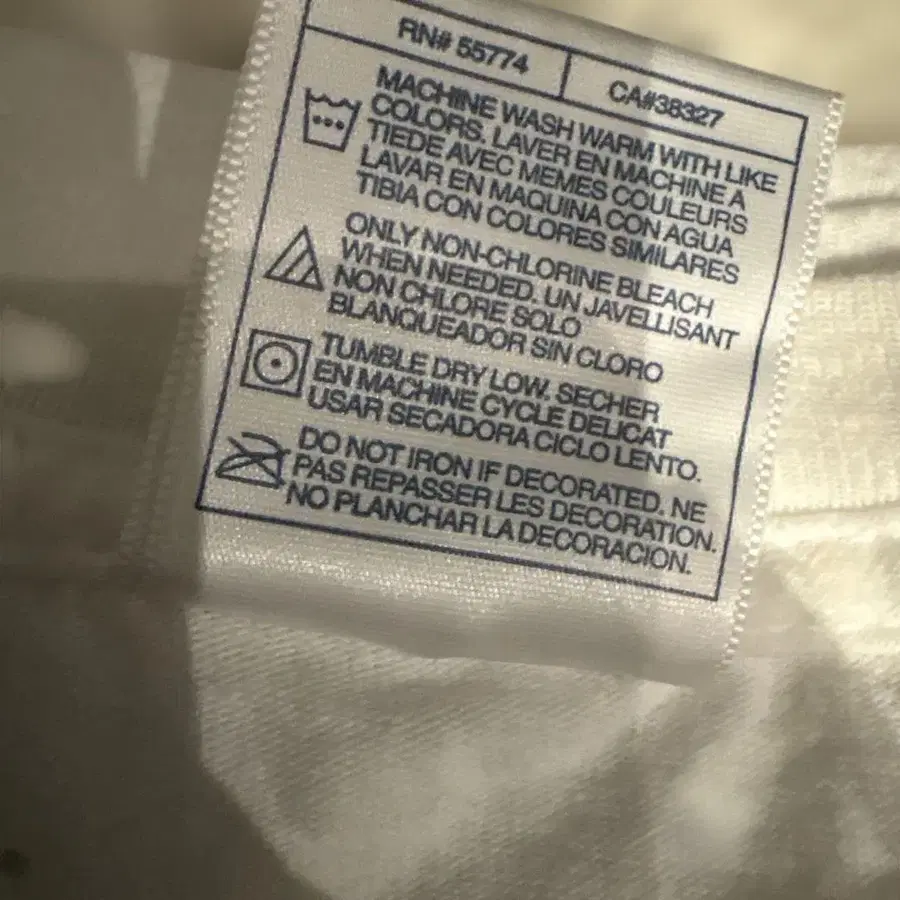 RN# 55774
CA#38327
MACHINE WASH WARM WITH LIKE
COLORS. LAVER EN MACHINE A
TIEDE AVEC MEMES COULEURS
LAVAR EN MAQUINA CON AGUA
TIBIA CON COLORES SIMILARES
ONLY NON-CHLORINE BLEACH
WHEN NEEDED. UN JAVELLISANT
NON CHLORE SOLO
BLANQUEADOR SIN CLORO
TUMBLE DRY LOW. SECHER
EN MACHINE CYCLE DELICAT
USAR SECADORA CICLO LENTO.
DO NOT IRON IF DECORATED. NE
PAS REPASSER LES DECORATION.
NO PLANCHAR LA DECORACION.